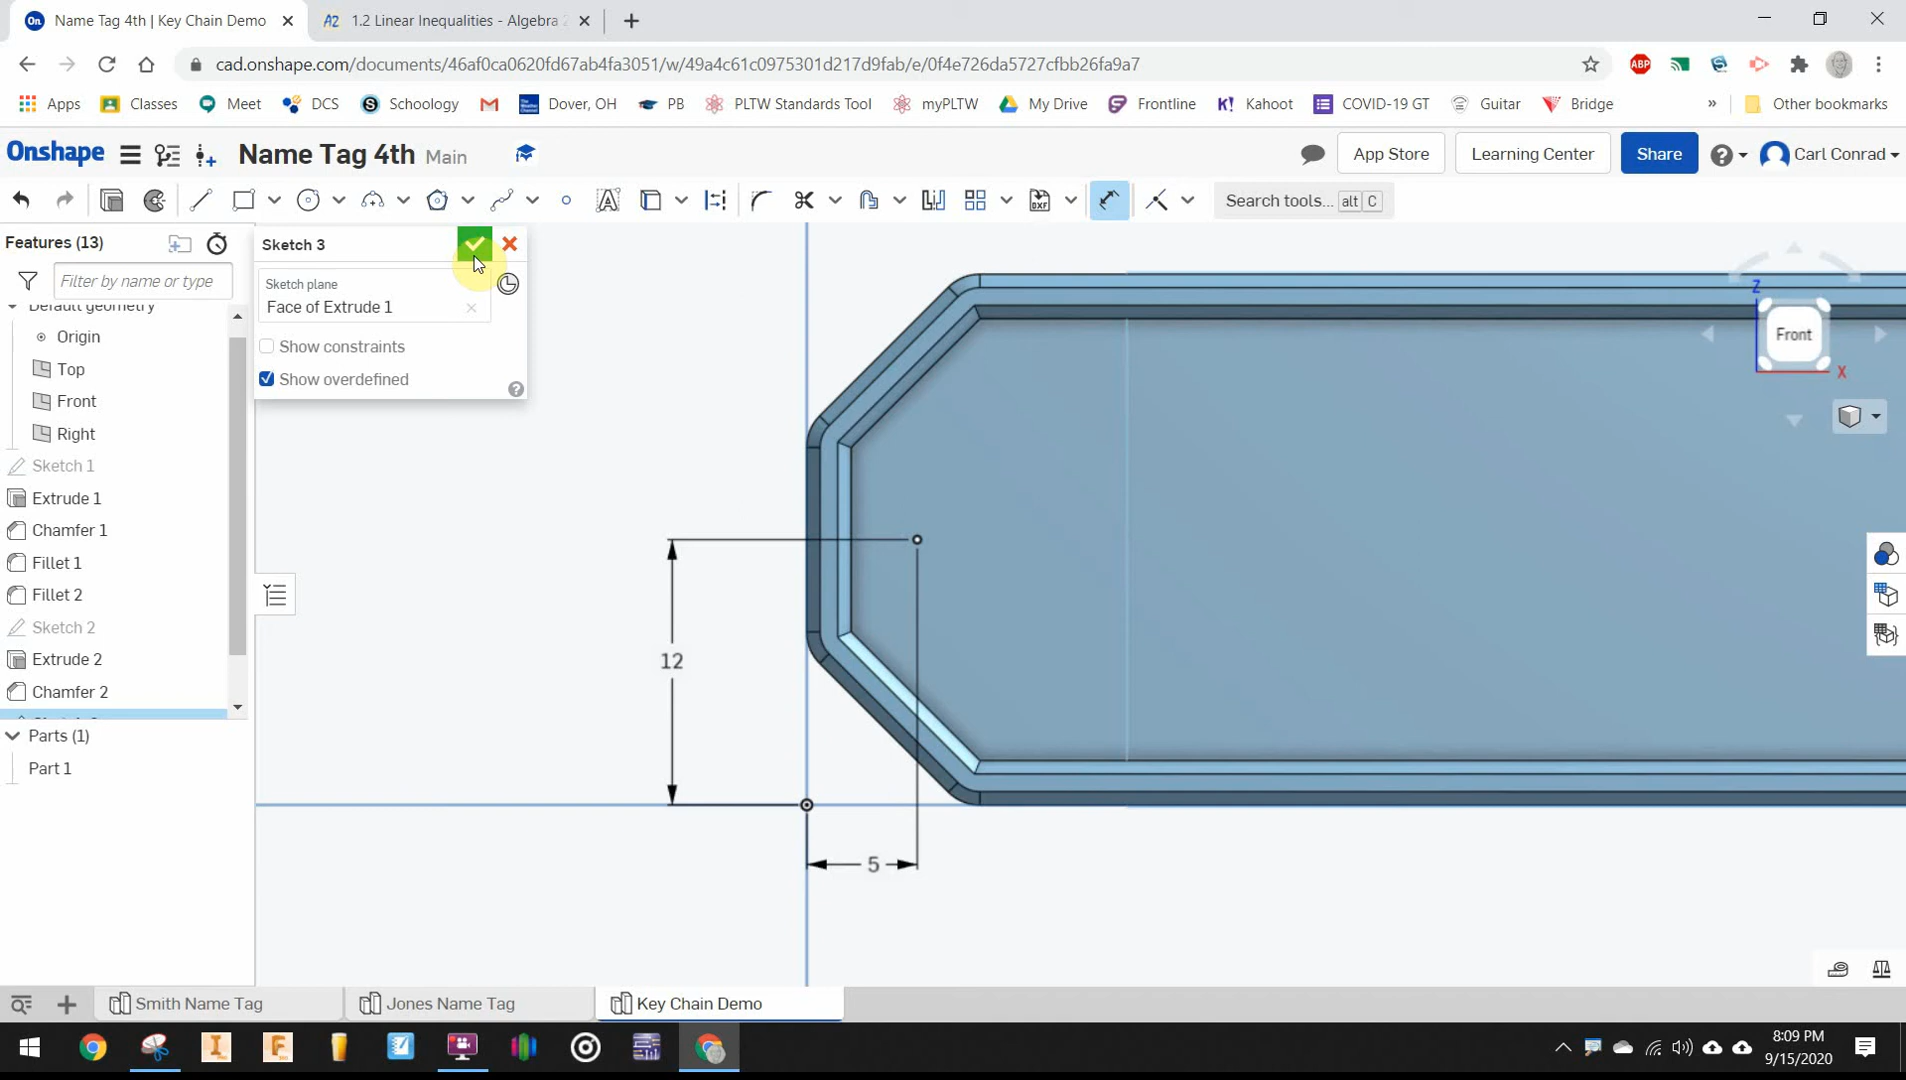 Name Tag 4th | Key Chain Demo
A2 1.2 Linear Inequalities - Algebra 2
cad.onshape.com/documents/46af0ca0620fd67ab4fa3051/w/49a4c61c0975301d217d9fab/e/0f4e726da5727cfbb26fa9a7
Apps Classes Meet DCS Schoology Dover, OH PB PLTW Standards Tool myPLTW My Drive Frontline Kahoot COVID-19 GT Guitar Bridge » Other bookmarks
Onshape Name Tag 4th Main App Store Learning Center Share Carl Conrad
Search tools... alt C
Features (13)
Filter by name or type
Default geometry
Origin
Top
Front
Right
Sketch 1
Extrude 1
Chamfer 1
Fillet 1
Fillet 2
Sketch 2
Extrude 2
Chamfer 2
Parts (1)
Part 1
Sketch 3
Sketch plane
Face of Extrude 1
Show constraints
Show overdefined
12
5
Z
Front
X
Smith Name Tag Jones Name Tag Key Chain Demo
8:09 PM
9/15/2020